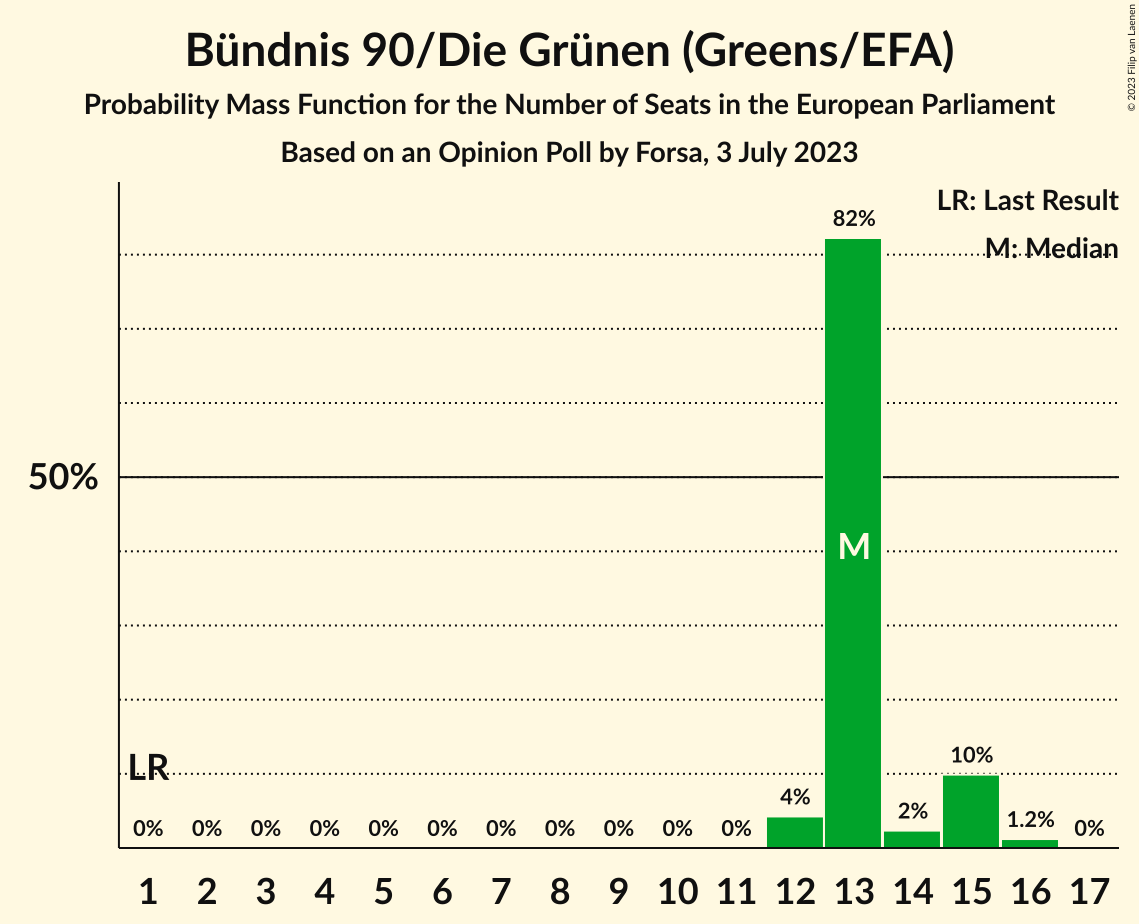 Bündnis 90/Die Grünen (Greens/EFA)
Probability Mass Function for the Number of Seats in the European Parliament
Based on an Opinion Poll by Forsa, 3 July 2023
© 2023 Filip van Laenen
LR: Last Result
M: Median
82%
50%
M
LR
10%
4%
2%
1.2%
0% 0% 0% 0% 0% 0% 0% 0% 0% 0% 0% 0%
1 2 3 4 5 6 7 8 9 10 11 12 13 14 15 16 17